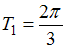 T₁ = 2π/3